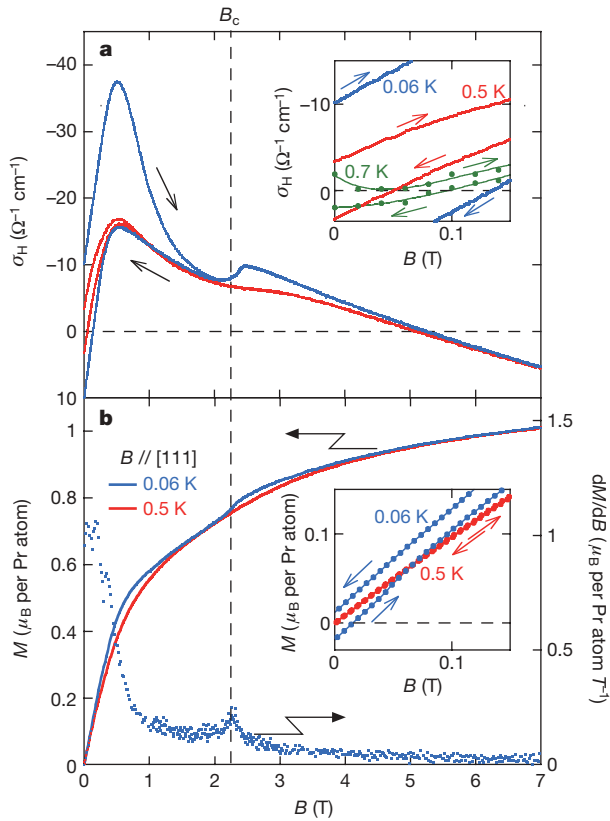 B_c
a
−40
−30
−20
−10
0
10
σ_H (Ω⁻¹ cm⁻¹)
0.06 K
0.5 K
0.7 K
−10
0
σ_H (Ω⁻¹ cm⁻¹)
0
0.1
B (T)
b
B // [111]
0.06 K
0.5 K
1
0.8
0.6
0.4
0.2
0
M (μ_B per Pr atom)
1.5
1
0.5
0
dM/dB (μ_B per Pr atom T⁻¹)
0.06 K
0.5 K
0.1
0
M (μ_B per Pr atom)
0
0.1
B (T)
0 1 2 3 4 5 6 7
B (T)